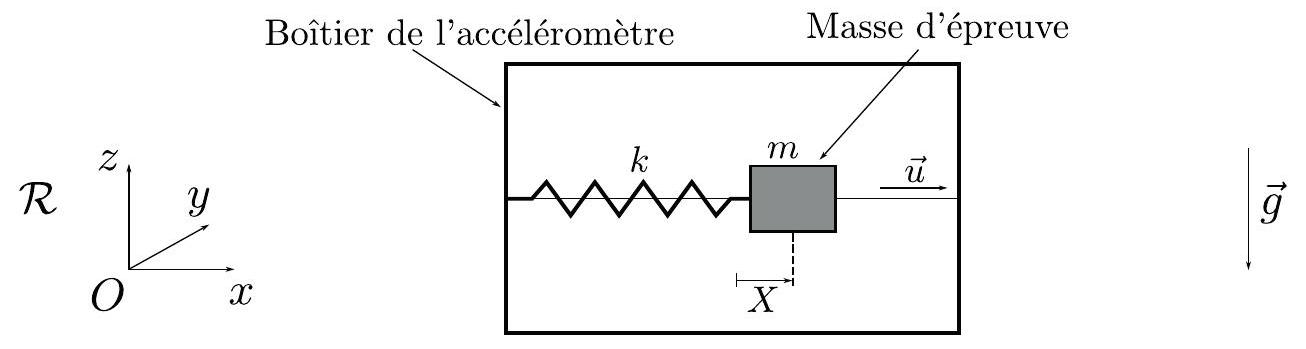 Boîtier de l'accéléromètre
Masse d'épreuve
z
k
m
u⃗
ℛ
y
g⃗
O
x
X